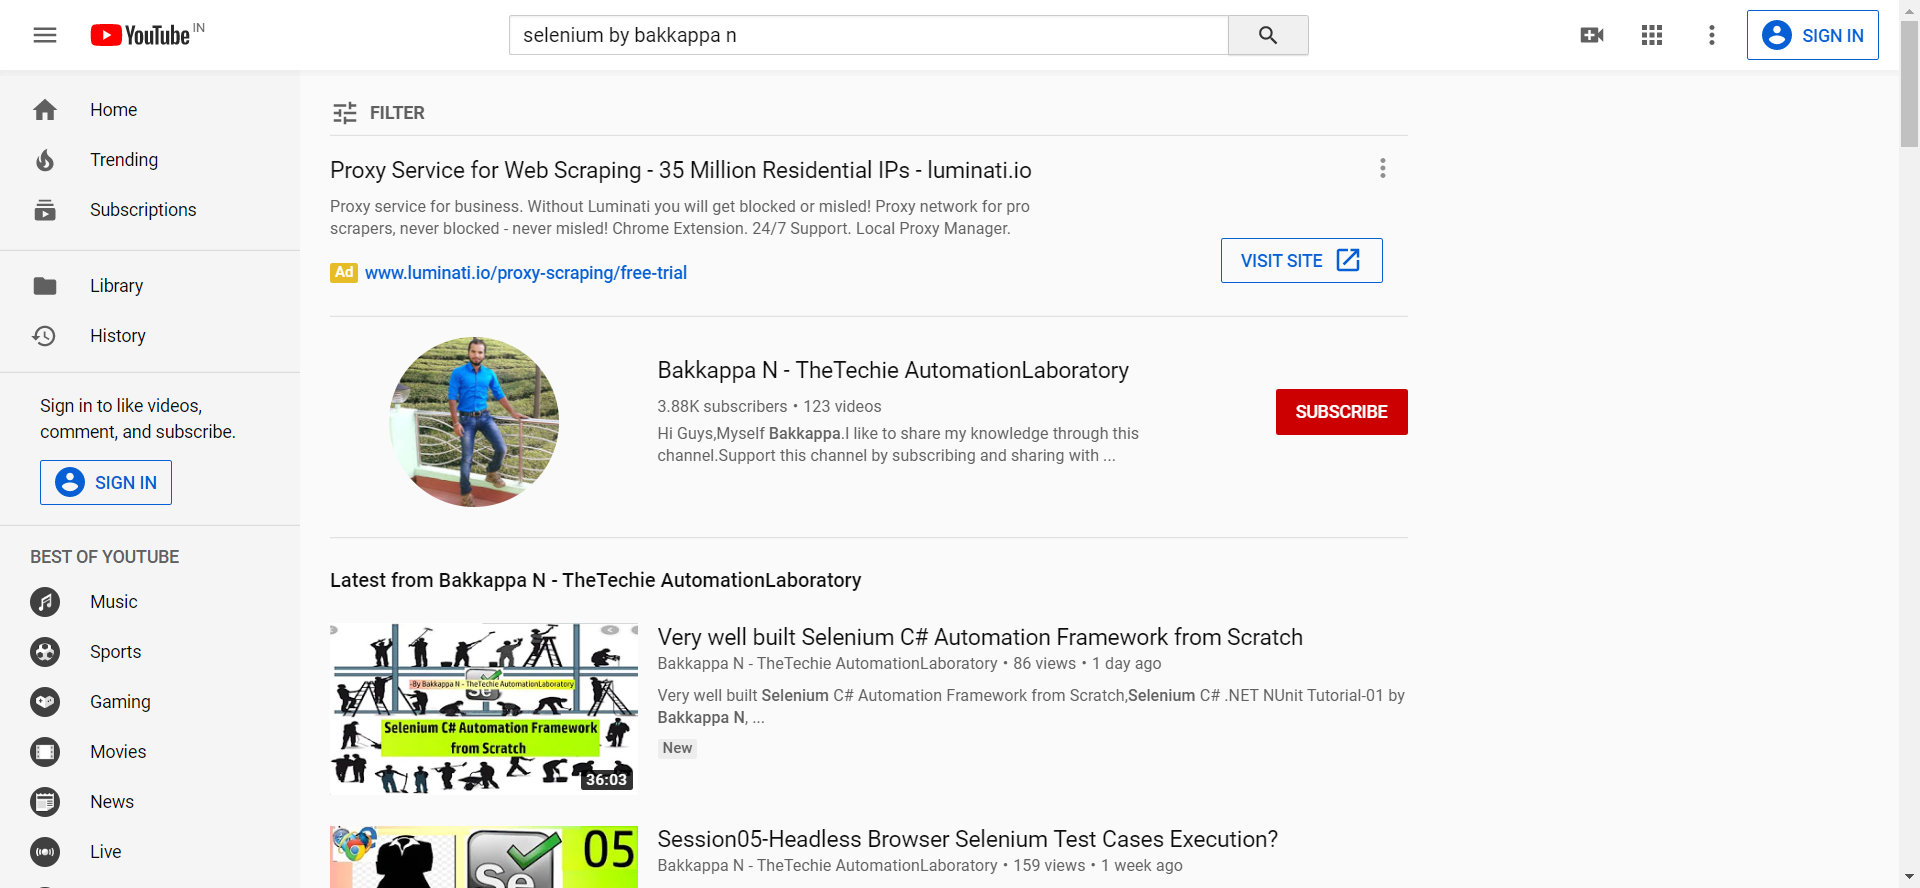 YouTube IN
selenium by bakkappa n
SIGN IN
Home
Trending
Subscriptions
Library
History
Sign in to like videos,
comment, and subscribe.
SIGN IN
BEST OF YOUTUBE
Music
Sports
Gaming
Movies
News
Live
FILTER
Proxy Service for Web Scraping - 35 Million Residential IPs - luminati.io
Proxy service for business. Without Luminati you will get blocked or misled! Proxy network for pro
scrapers, never blocked - never misled! Chrome Extension. 24/7 Support. Local Proxy Manager.
Ad www.luminati.io/proxy-scraping/free-trial
VISIT SITE
Bakkappa N - TheTechie AutomationLaboratory
3.88K subscribers • 123 videos
Hi Guys,Myself Bakkappa.I like to share my knowledge through this
channel.Support this channel by subscribing and sharing with ...
SUBSCRIBE
Latest from Bakkappa N - TheTechie AutomationLaboratory
-By Bakkappa N - TheTechie AutomationLaboratory
Se
Selenium C# Automation Framework
from Scratch
36:03
Very well built Selenium C# Automation Framework from Scratch
Bakkappa N - TheTechie AutomationLaboratory • 86 views • 1 day ago
Very well built Selenium C# Automation Framework from Scratch,Selenium C# .NET NUnit Tutorial-01 by
Bakkappa N, ...
New
Se
05
Session05-Headless Browser Selenium Test Cases Execution?
Bakkappa N - TheTechie AutomationLaboratory • 159 views • 1 week ago